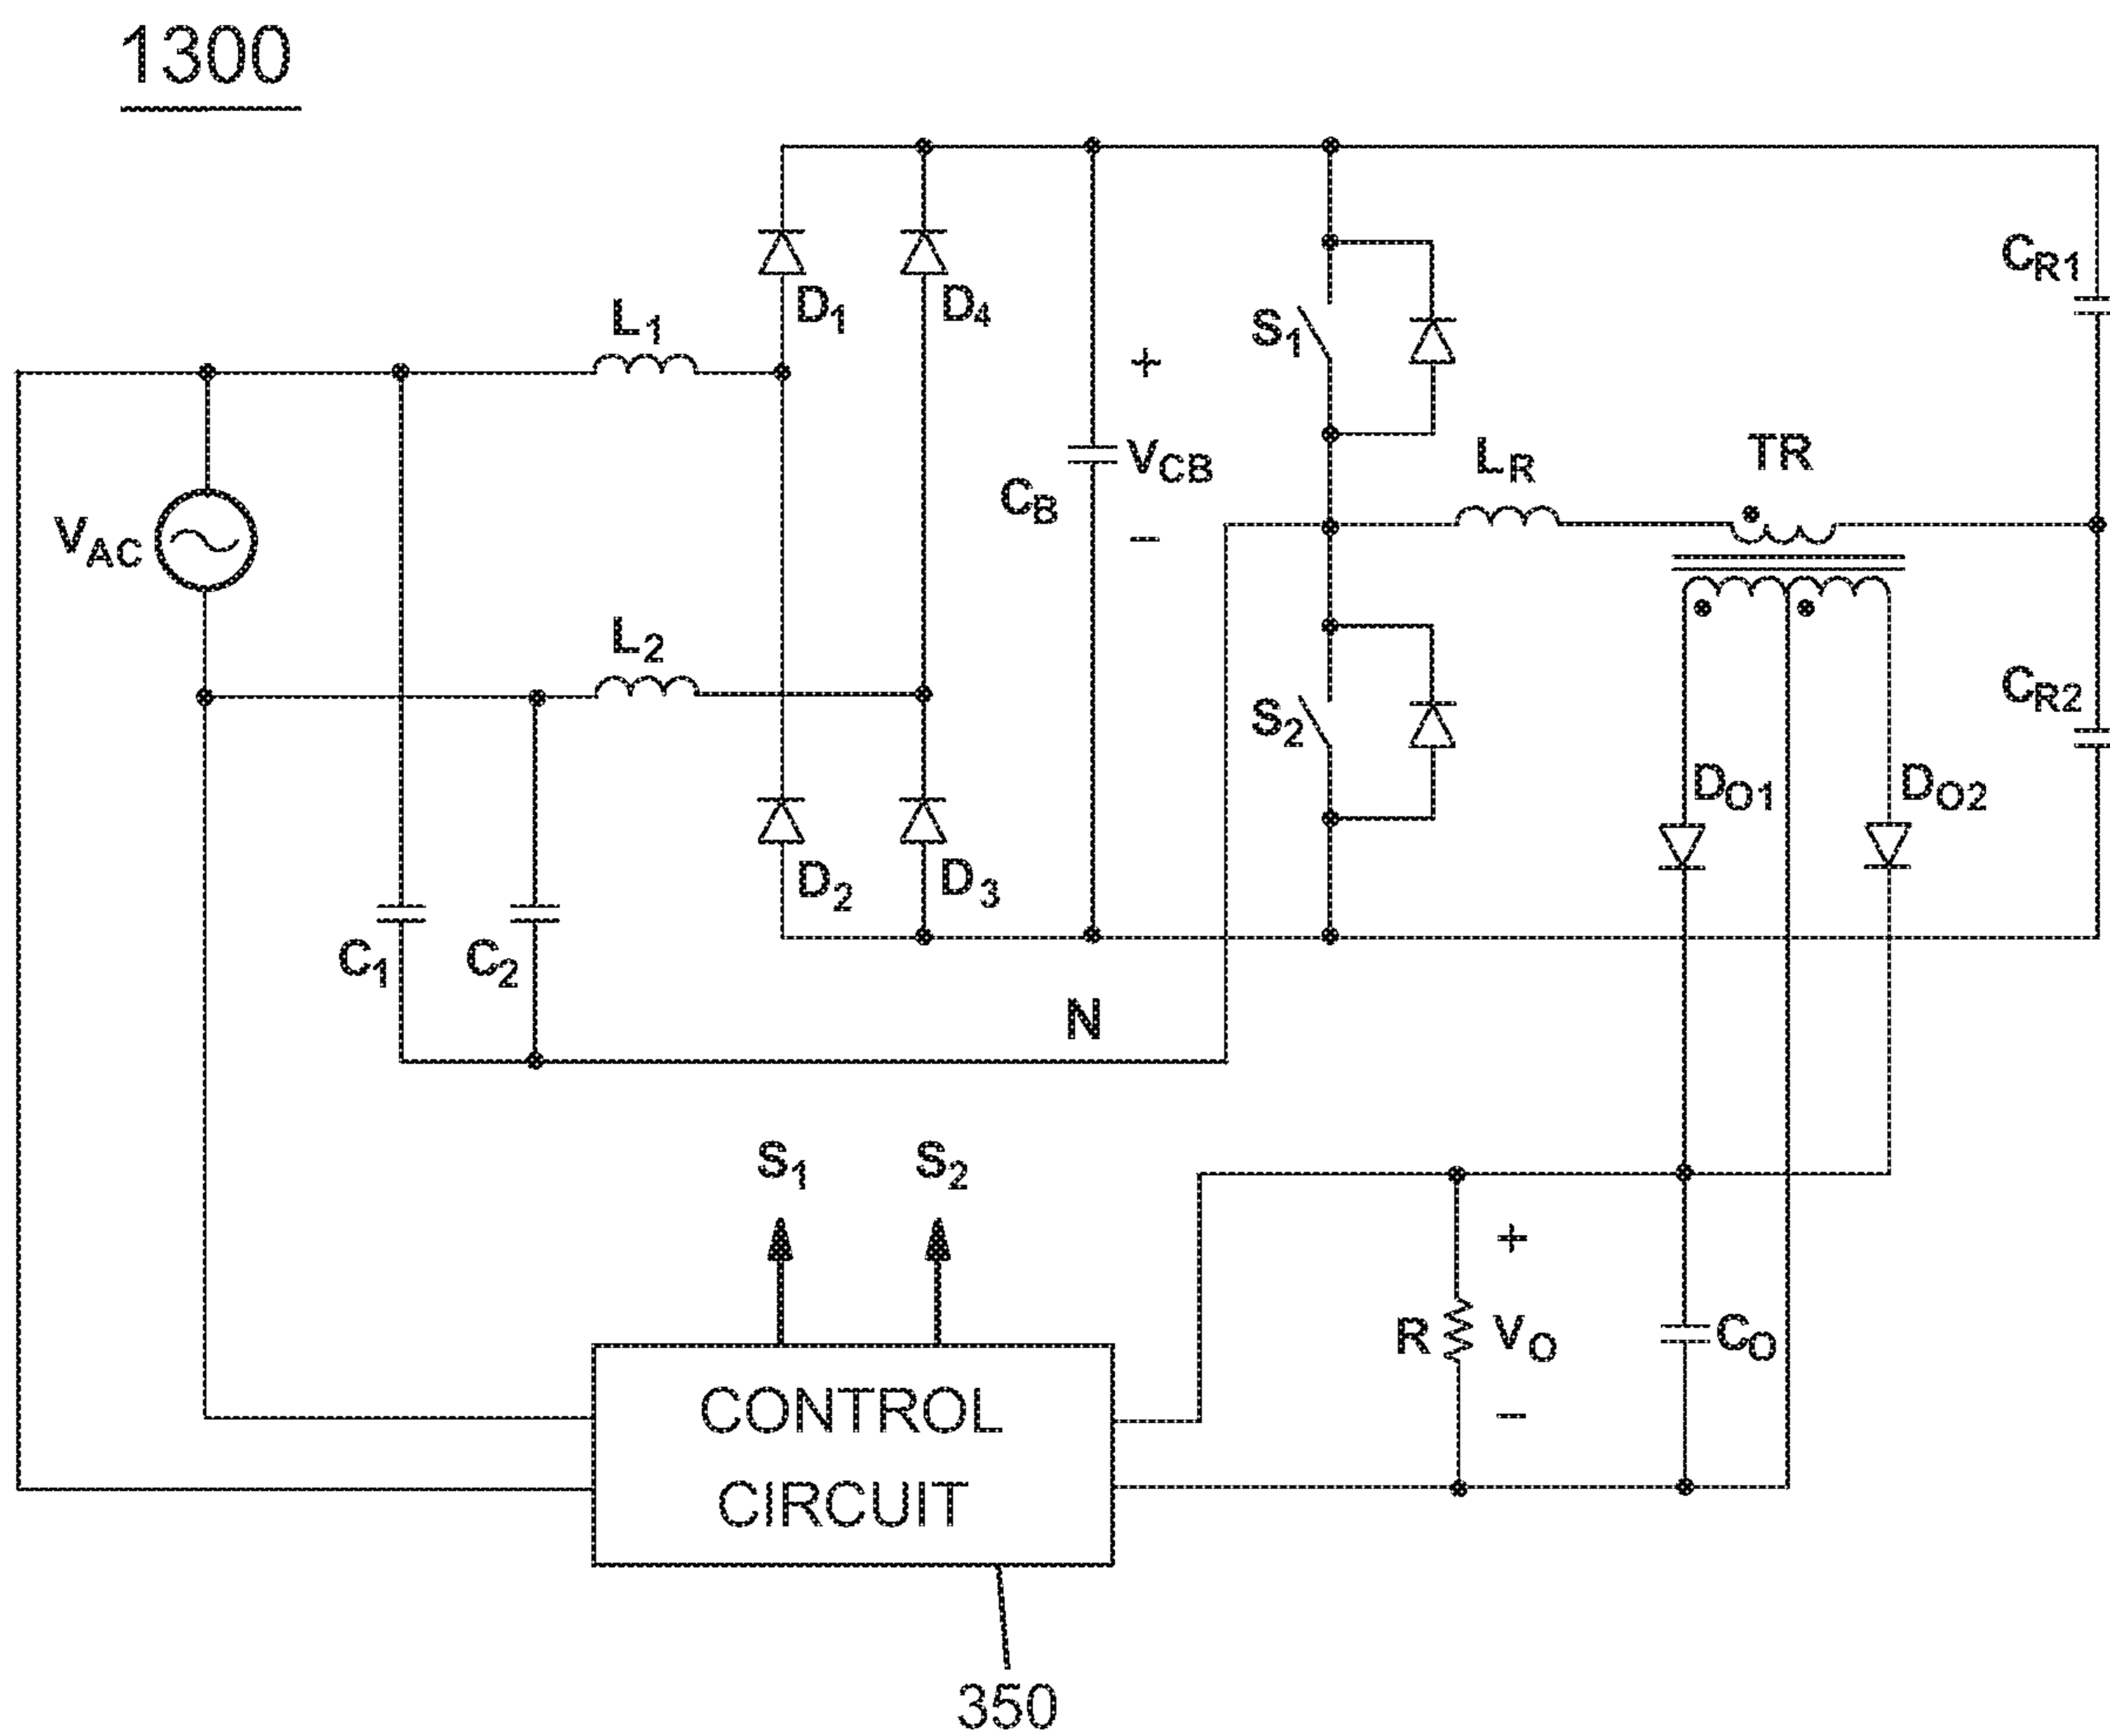 1300
D1
D4
CR1
L1
S1
+
VCB
CB
−
LR
TR
VAC
L2
S2
CR2
DO1
DO2
D2
D3
C1
C2
N
S1
S2
+
R
VO
CO
−
CONTROL
CIRCUIT
350